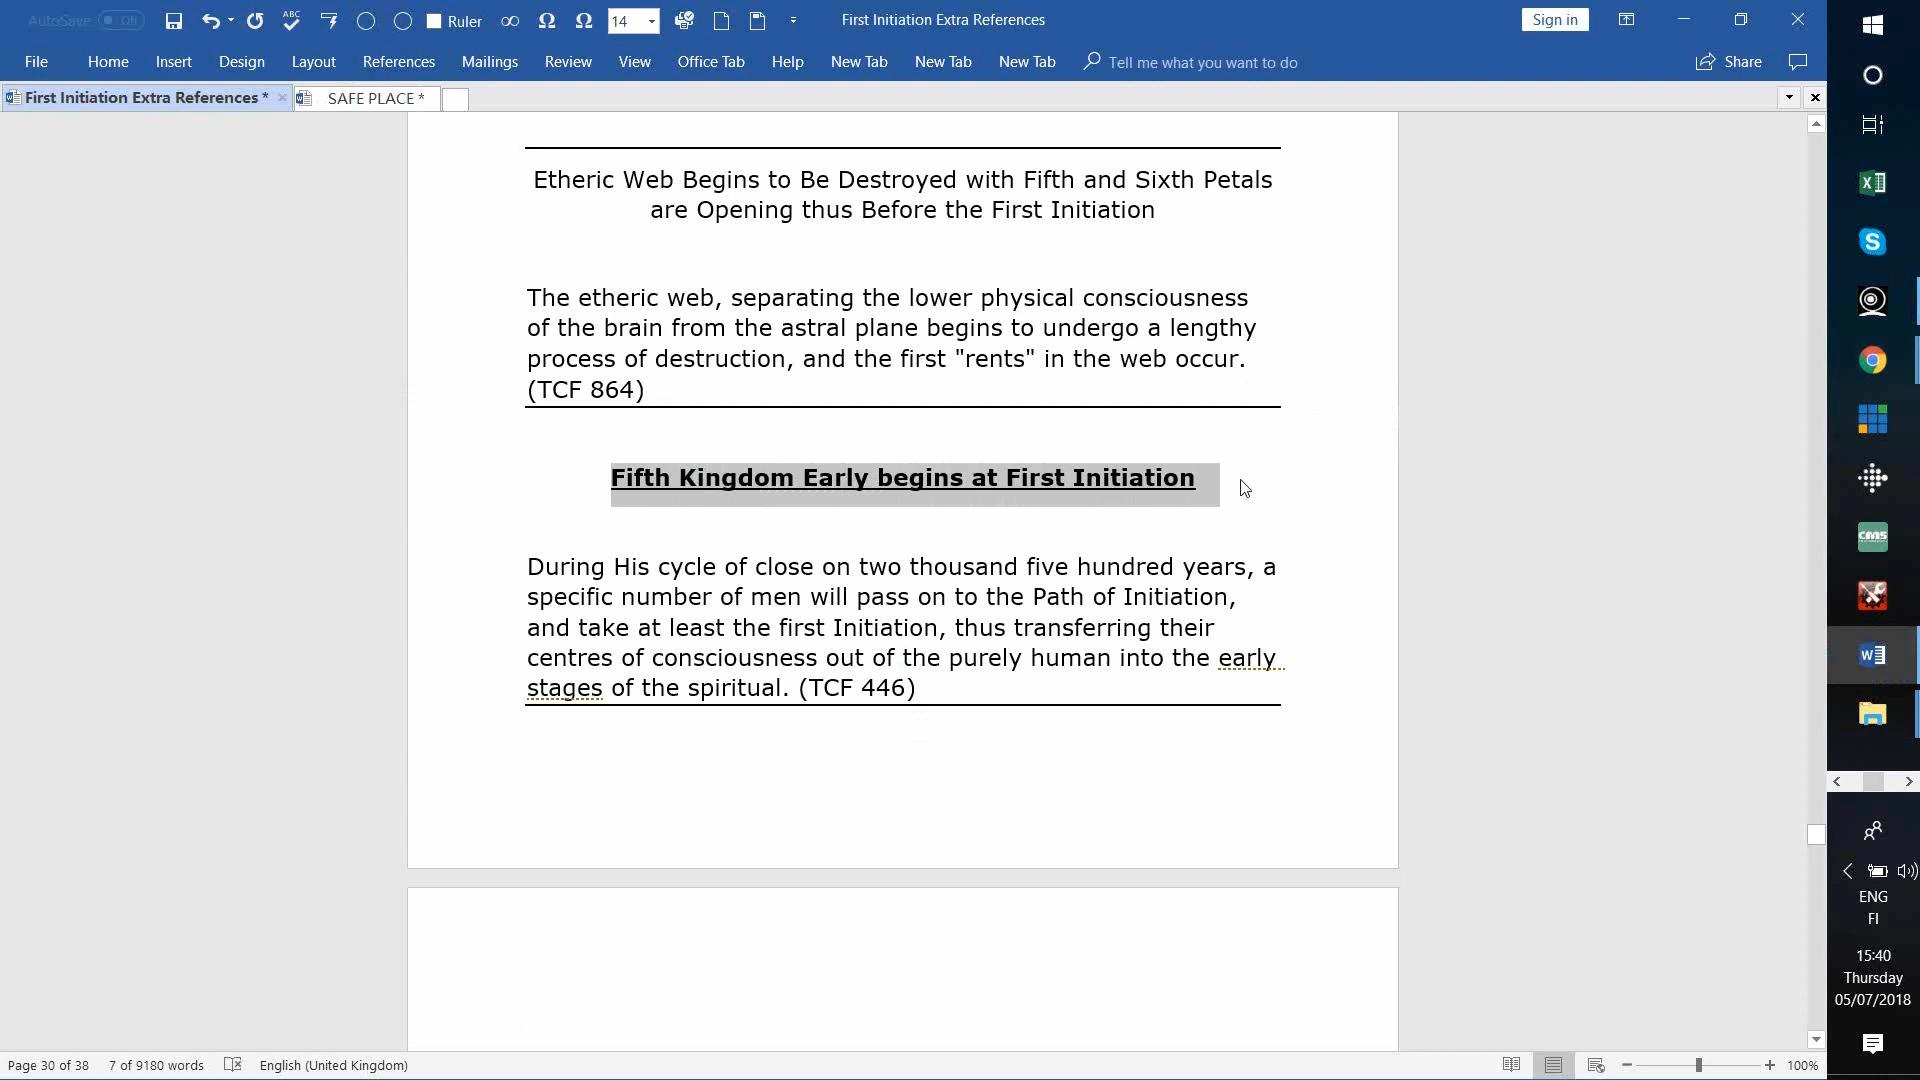 AutoSave Off
ABC
Ruler
14
First Initiation Extra References
Sign in
File Home Insert Design Layout References Mailings Review View Office Tab Help New Tab New Tab New Tab Tell me what you want to do Share
First Initiation Extra References * SAFE PLACE *
Etheric Web Begins to Be Destroyed with Fifth and Sixth Petals
are Opening thus Before the First Initiation
The etheric web, separating the lower physical consciousness
of the brain from the astral plane begins to undergo a lengthy
process of destruction, and the first "rents" in the web occur.
(TCF 864)
Fifth Kingdom Early begins at First Initiation
During His cycle of close on two thousand five hundred years, a
specific number of men will pass on to the Path of Initiation,
and take at least the first Initiation, thus transferring their
centres of consciousness out of the purely human into the early
stages of the spiritual. (TCF 446)
Page 30 of 38 7 of 9180 words English (United Kingdom) 100%
cms
ENG
FI
15:40
Thursday
05/07/2018